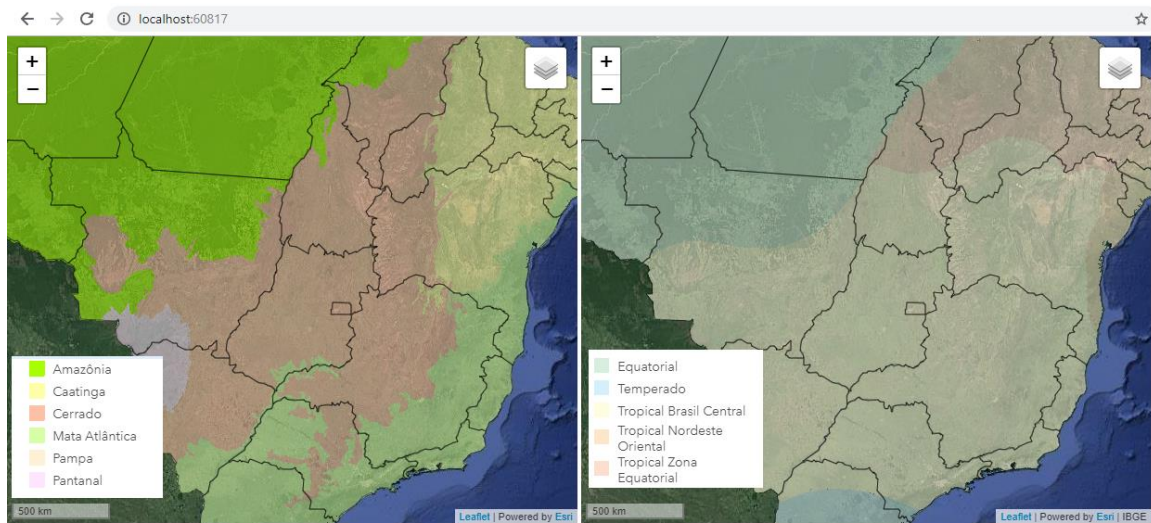 localhost:60817
+
−
+
−
Amazônia
Caatinga
Cerrado
Mata Atlântica
Pampa
Pantanal
500 km
Leaflet | Powered by Esri
Equatorial
Temperado
Tropical Brasil Central
Tropical Nordeste
Oriental
Tropical Zona
Equatorial
500 km
Leaflet | Powered by Esri | IBGE